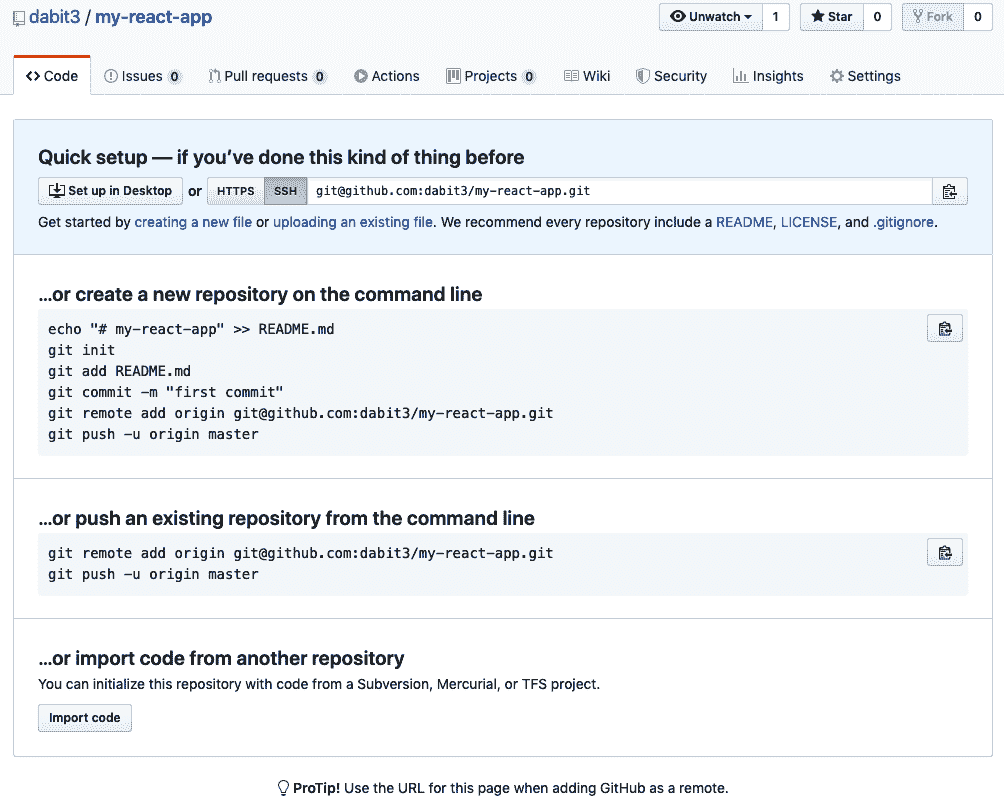 dabit3 / my-react-app
Unwatch 1 Star 0 Fork 0
Code Issues 0 Pull requests 0 Actions Projects 0 Wiki Security Insights Settings
Quick setup — if you’ve done this kind of thing before
Set up in Desktop or HTTPS SSH git@github.com:dabit3/my-react-app.git
Get started by creating a new file or uploading an existing file. We recommend every repository include a README, LICENSE, and .gitignore.
…or create a new repository on the command line
echo "# my-react-app" >> README.md
git init
git add README.md
git commit -m "first commit"
git remote add origin git@github.com:dabit3/my-react-app.git
git push -u origin master
…or push an existing repository from the command line
git remote add origin git@github.com:dabit3/my-react-app.git
git push -u origin master
…or import code from another repository
You can initialize this repository with code from a Subversion, Mercurial, or TFS project.
Import code
ProTip! Use the URL for this page when adding GitHub as a remote.